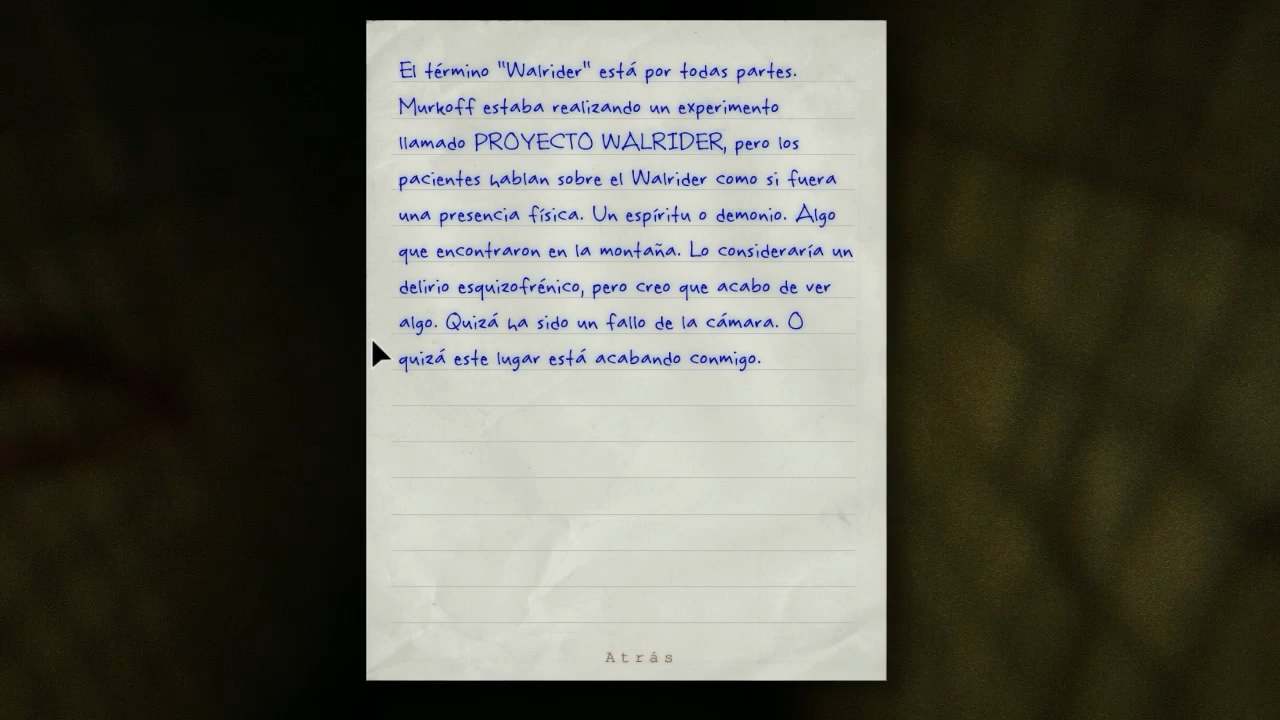 El término "Walrider" está por todas partes.
Murkoff estaba realizando un experimento
llamado PROYECTO WALRIDER, pero los
pacientes hablan sobre el Walrider como si fuera
una presencia física. Un espíritu o demonio. Algo
que encontraron en la montaña. Lo consideraría un
delirio esquizofrénico, pero creo que acabo de ver
algo. Quizá ha sido un fallo de la cámara. O
quizá este lugar está acabando conmigo.
Atrás